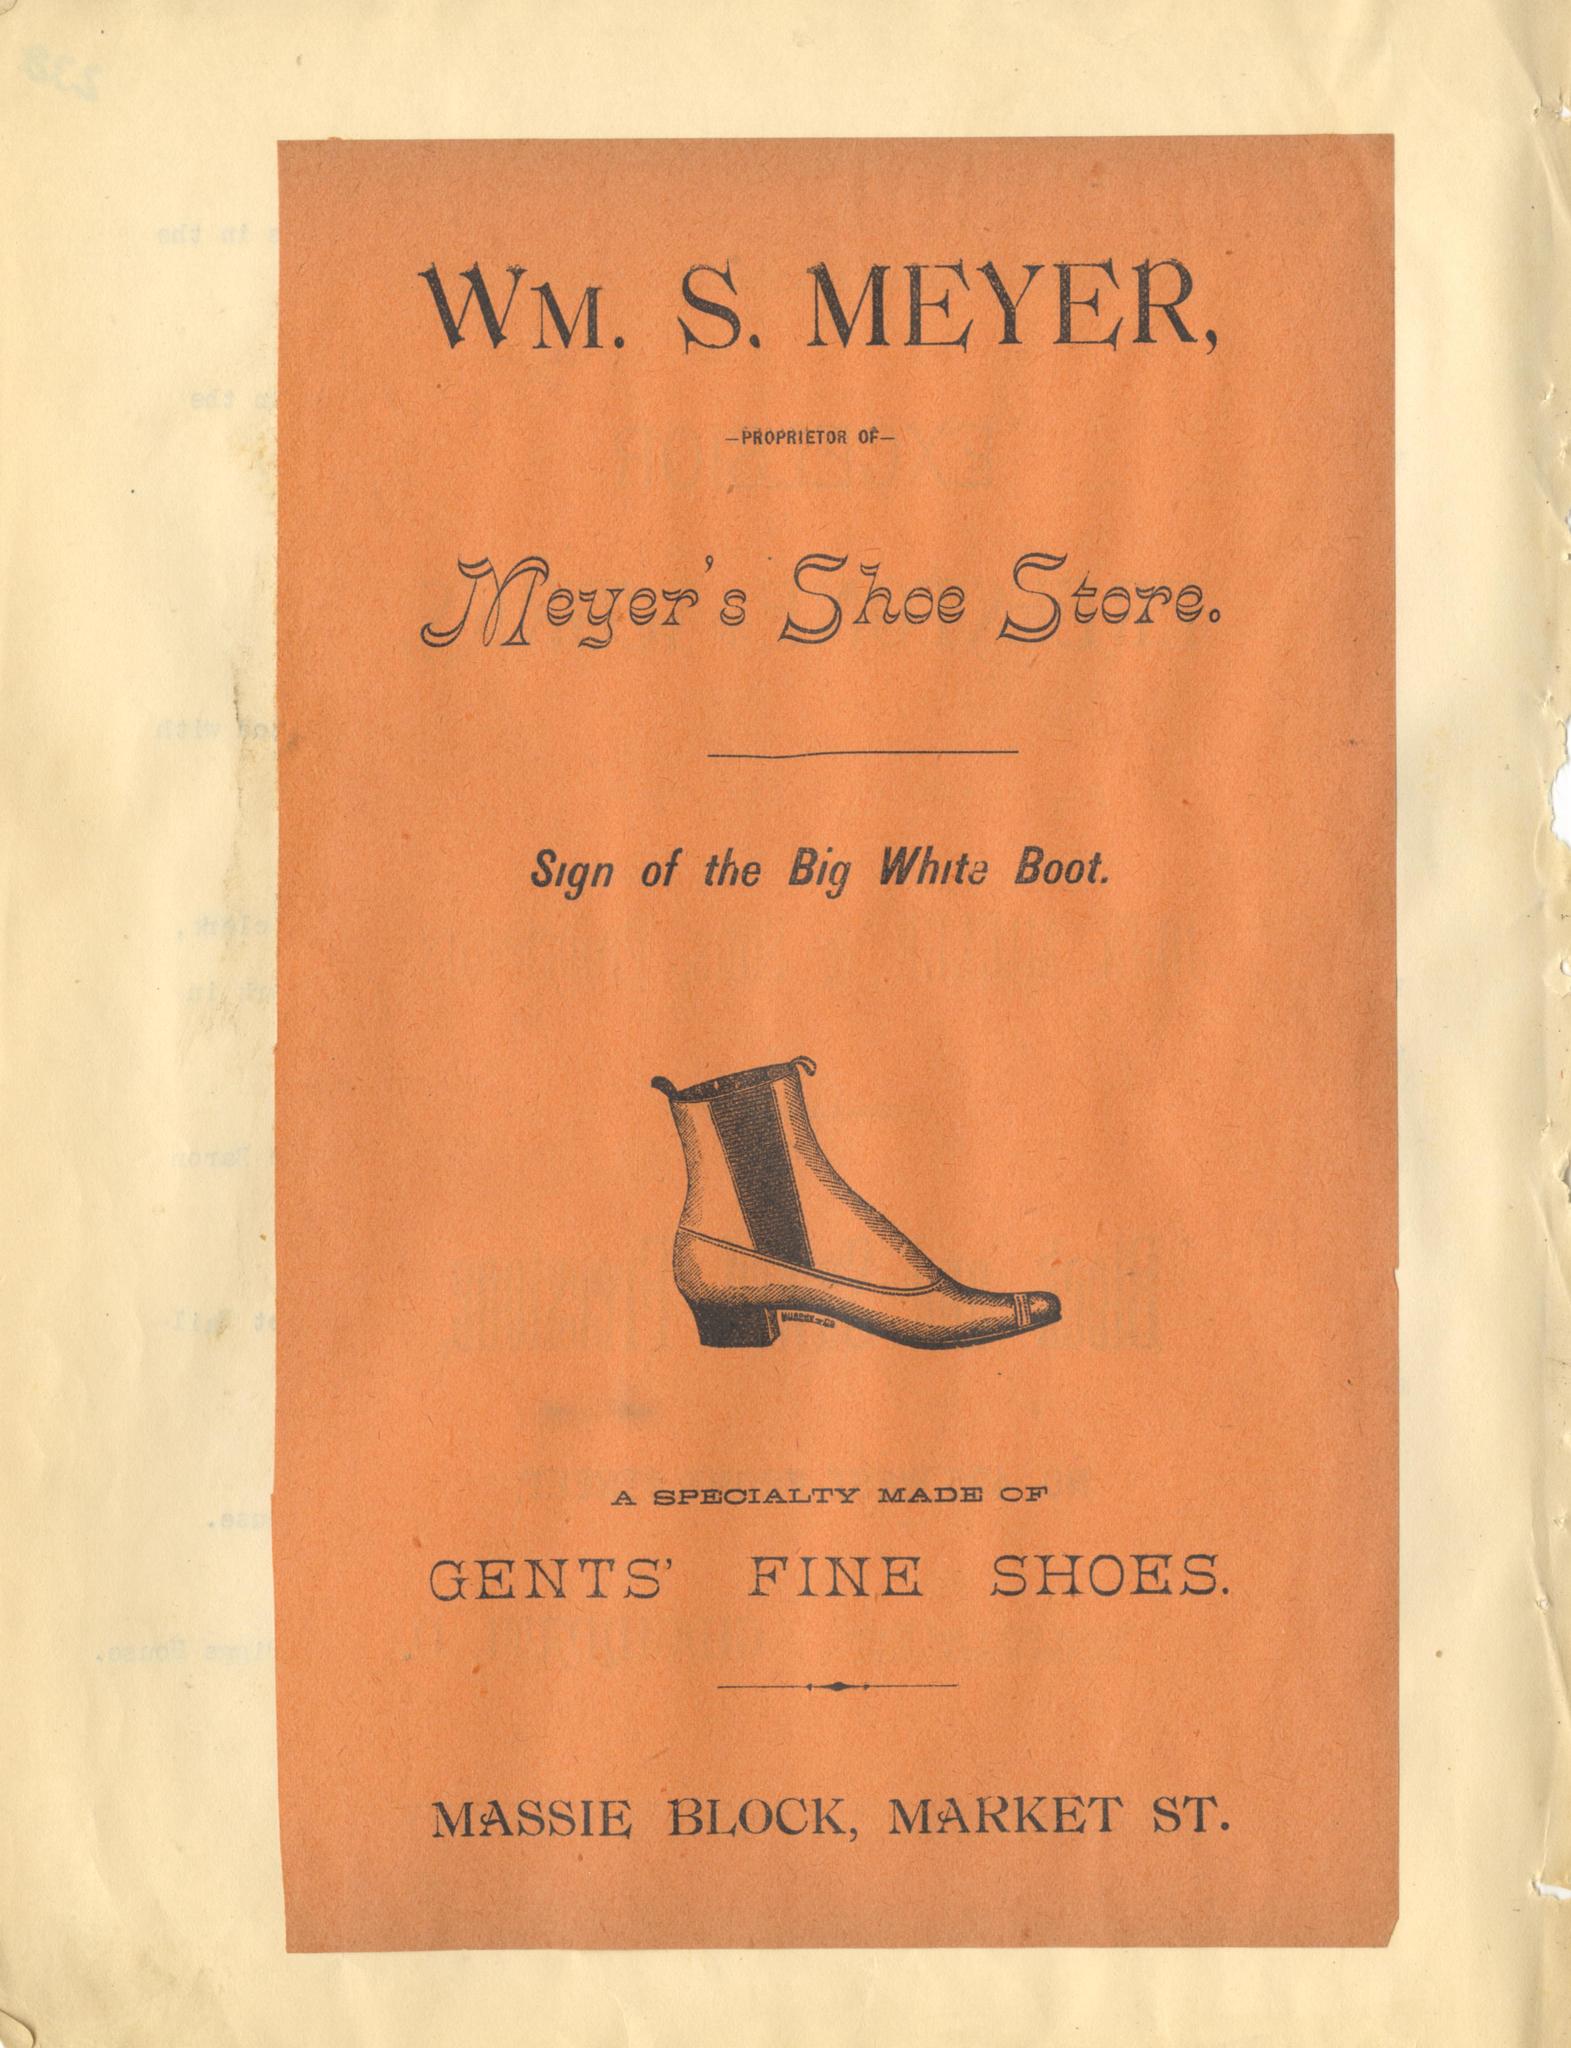 WM. S. MEYER,
—PROPRIETOR OF—
Meyer's Shoe Store.
Sign of the Big White Boot.
A SPECIALTY MADE OF
GENTS' FINE SHOES.
MASSIE BLOCK, MARKET ST.